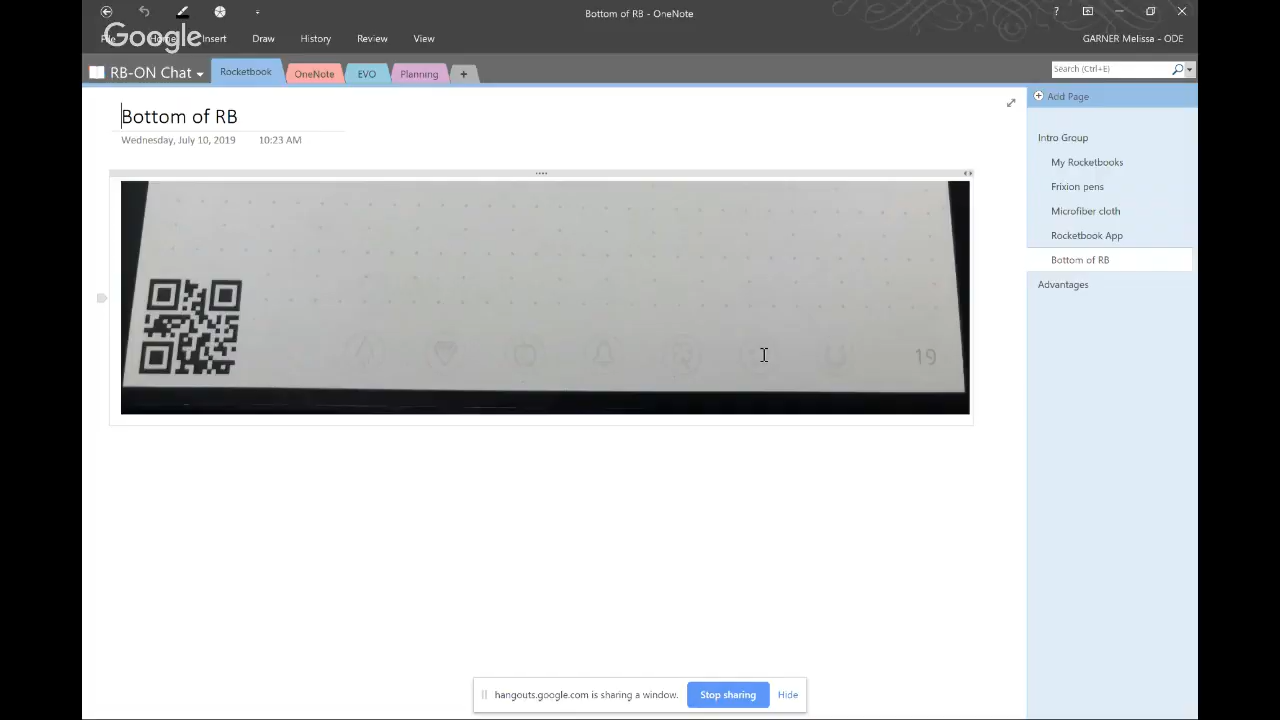 Bottom of RB - OneNote
?
Google
File Home Insert Draw History Review View
GARNER Melissa - ODE
RB-ON Chat
Rocketbook
OneNote
EVO
Planning
+
Search (Ctrl+E)
Bottom of RB
Wednesday, July 10, 2019 10:23 AM
19
Add Page
Intro Group
My Rocketbooks
Frixion pens
Microfiber cloth
Rocketbook App
Bottom of RB
Advantages
hangouts.google.com is sharing a window.
Stop sharing
Hide